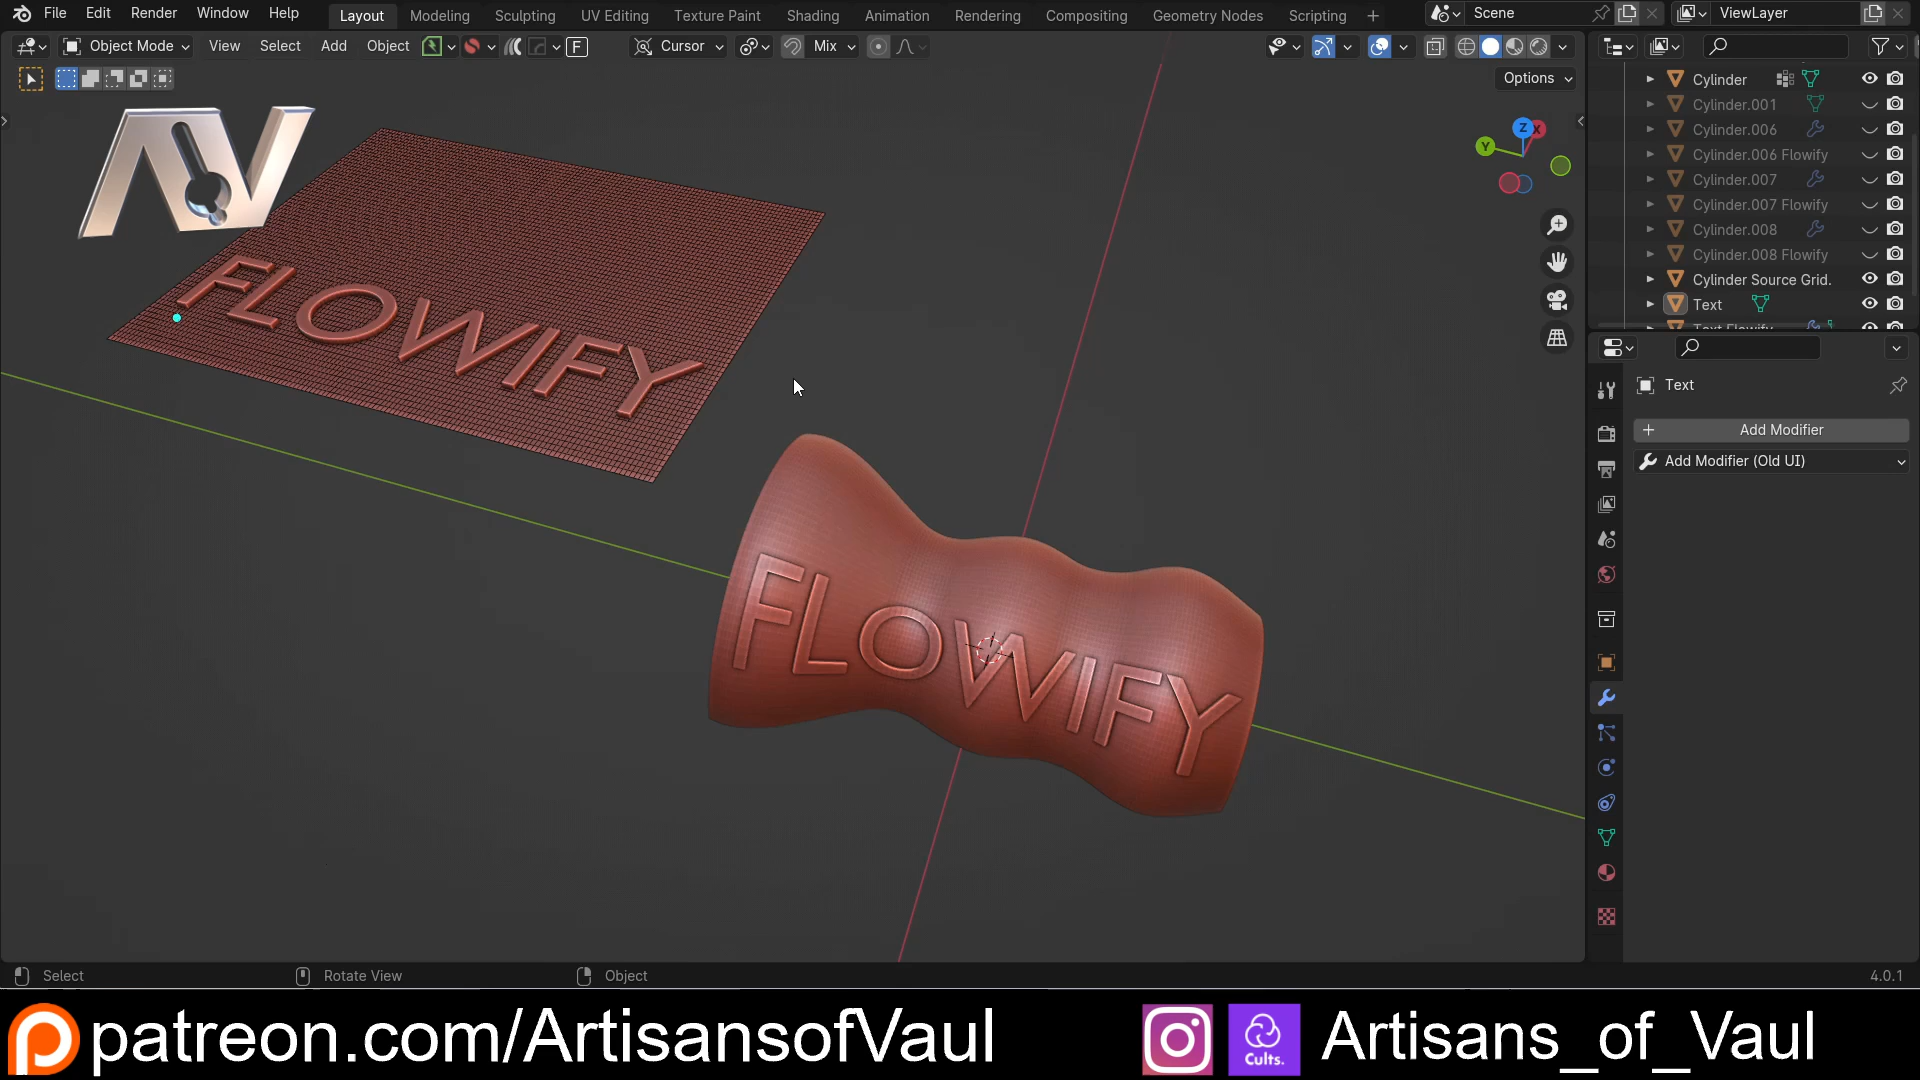 File Edit Render Window Help Layout Modeling Sculpting UV Editing Texture Paint Shading Animation Rendering Compositing Geometry Nodes Scripting + Scene ViewLayer
Object Mode View Select Add Object F Cursor Mix
Options
Cylinder
Cylinder.001
Cylinder.006
Cylinder.006 Flowify
Cylinder.007
Cylinder.007 Flowify
Cylinder.008
Cylinder.008 Flowify
Cylinder Source Grid.
Text
Text Flowify
Z X
Y
AV
FLOWIFY
FLOWIFY
Text
+ Add Modifier
Add Modifier (Old UI)
Select Rotate View Object 4.0.1
patreon.com/ArtisansofVaul Cults. Artisans_of_Vaul